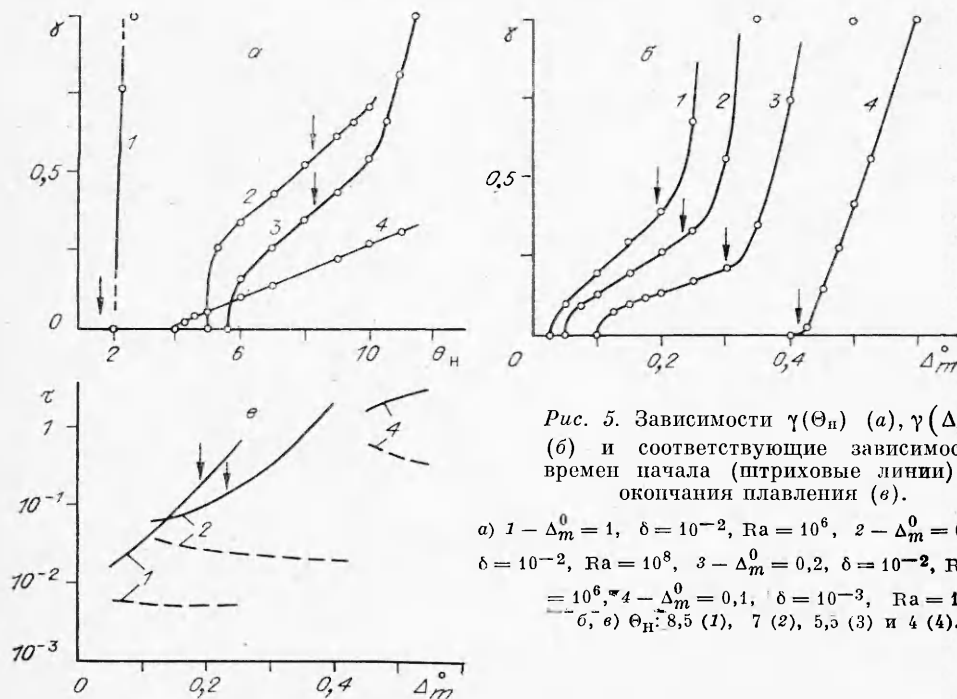 γ
а
1
2
3
4
0,5
0
2
6
10
θн
γ
б
1
2
3
4
0,5
0
0,2
0,4
Δ°m
τ
в
1
10⁻¹
10⁻²
10⁻³
1
2
4
0
0,2
0,4
Δ°m
Рис. 5. Зависимости γ(Θн) (а), γ(Δ
(б) и соответствующие зависимос
времен начала (штриховые линии)
окончания плавления (в).
а) 1 — Δ⁰m = 1, δ = 10⁻², Ra = 10⁶, 2 — Δ⁰m =
δ = 10⁻², Ra = 10⁸, 3 — Δ⁰m = 0,2, δ = 10⁻², R
= 10⁶, 4 — Δ⁰m = 0,1, δ = 10⁻³, Ra = 1
б, в) Θн: 8,5 (1), 7 (2), 5,5 (3) и 4 (4).